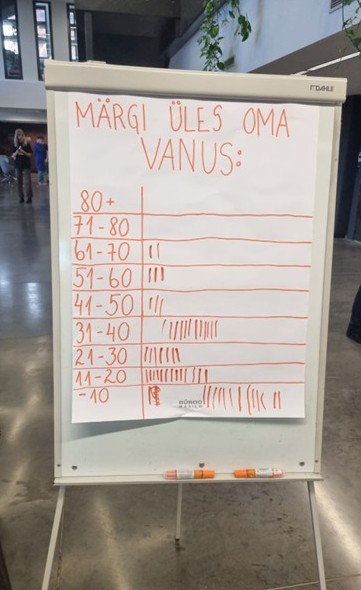 DAHLE
MÄRGI ÜLES OMA
VANUS:
80+
71-80
61-70
51-60
41-50
31-40
21-30
11-20
-10
BÜROO